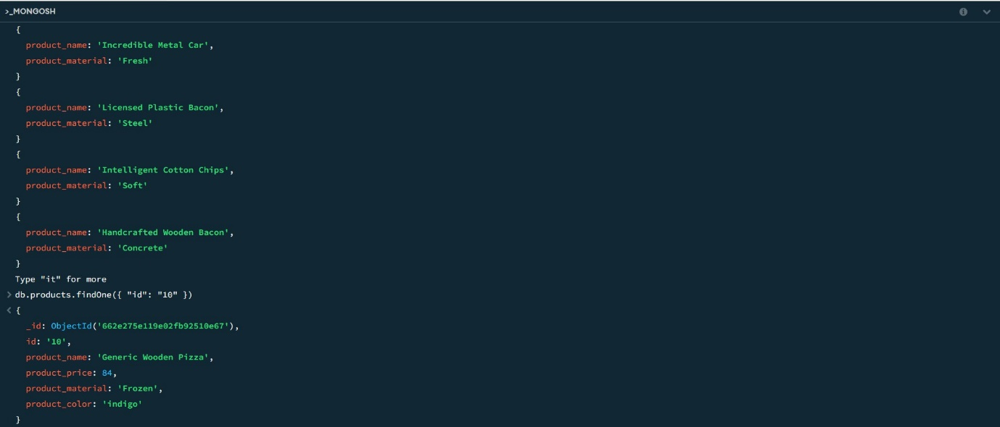 >_MONGOSH
{
product_name: 'Incredible Metal Car',
product_material: 'Fresh'
}
{
product_name: 'Licensed Plastic Bacon',
product_material: 'Steel'
}
{
product_name: 'Intelligent Cotton Chips',
product_material: 'Soft'
}
{
product_name: 'Handcrafted Wooden Bacon',
product_material: 'Concrete'
}
Type "it" for more
> db.products.findOne({ "id": "10" })
< {
_id: ObjectId('662e275e119e02fb92510e67'),
id: '10',
product_name: 'Generic Wooden Pizza',
product_price: 84,
product_material: 'Frozen',
product_color: 'indigo'
}